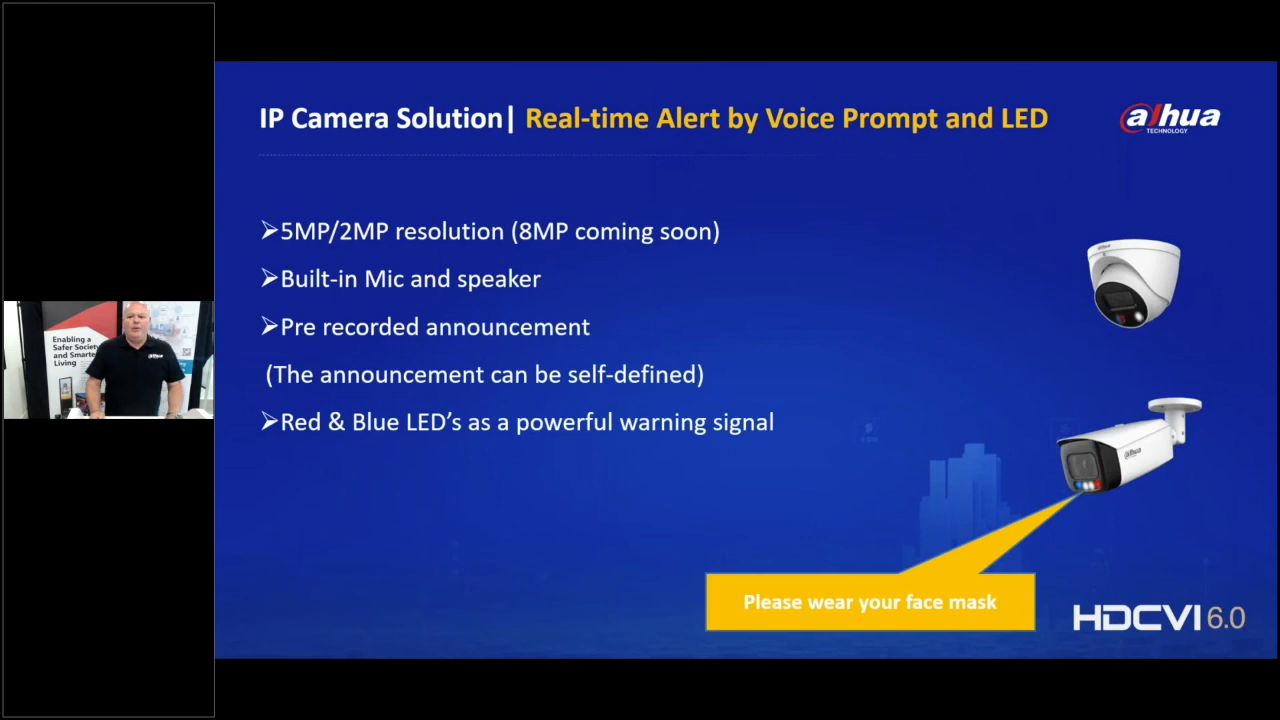 IP Camera Solution| Real-time Alert by Voice Prompt and LED
alhua
TECHNOLOGY
➢5MP/2MP resolution (8MP coming soon)
➢Built-in Mic and speaker
➢Pre recorded announcement
(The announcement can be self-defined)
➢Red & Blue LED's as a powerful warning signal
Please wear your face mask
HDCVI 6.0
Enabling a
Safer Society
and Smarter
Living
alhua